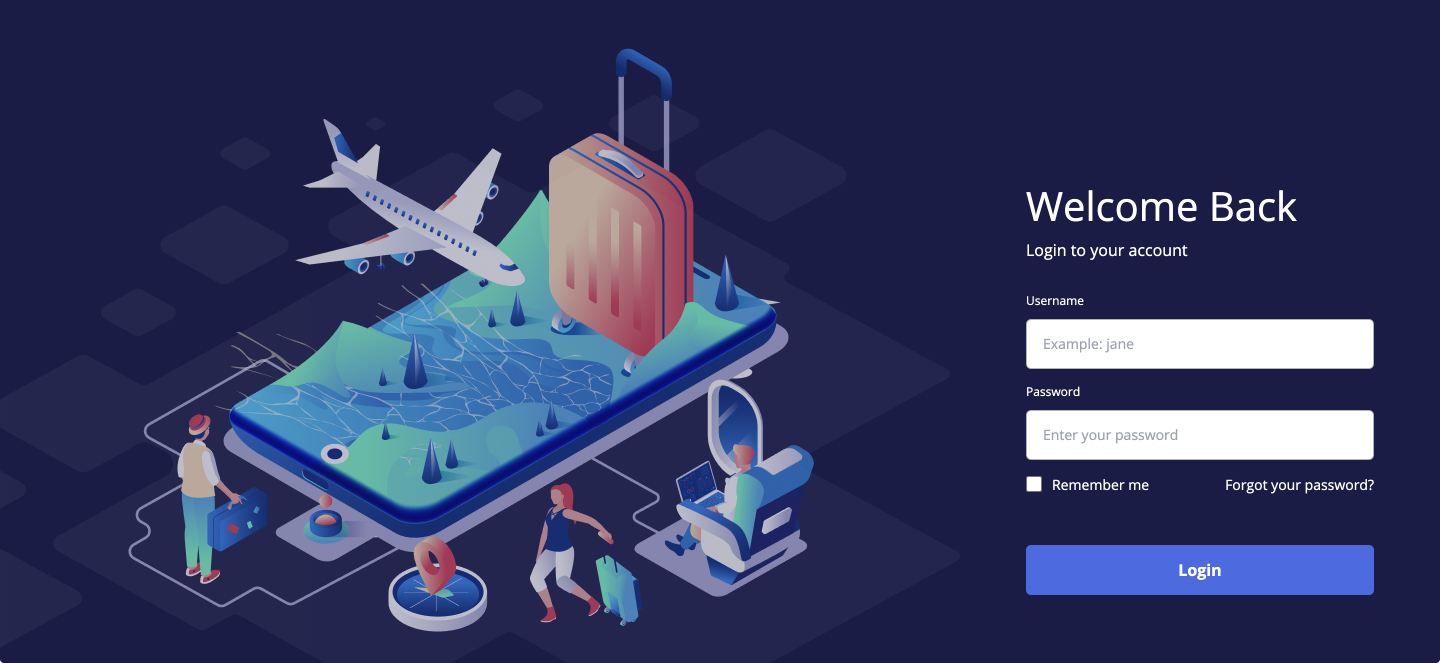 Welcome Back
Login to your account
Username
Example: jane
Password
Enter your password
Remember me
Forgot your password?
Login